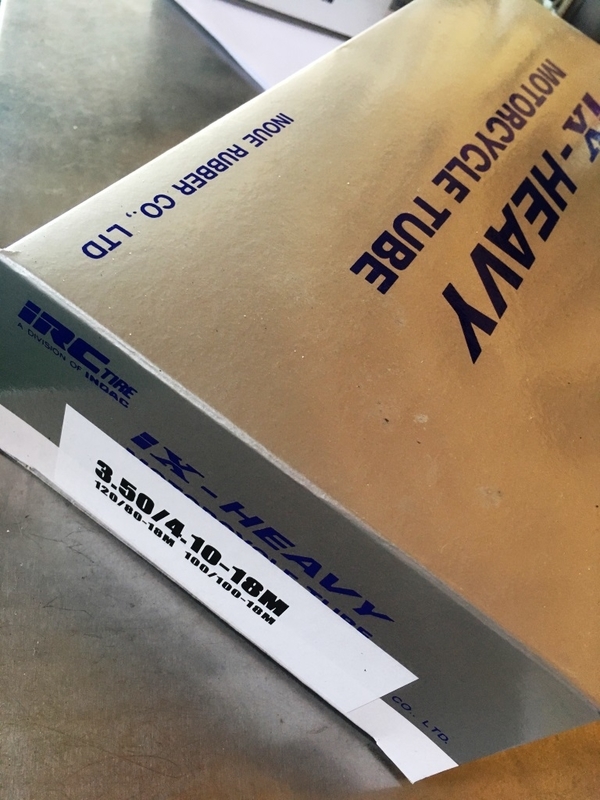 iX-HEAVY
MOTORCYCLE TUBE
INOUE RUBBER CO., LTD
iRC TIRE
A DIVISION OF INOAC
iX-HEAVY
3.50/4.10-18M
120/80-18M 100/100-18M
CO., LTD.